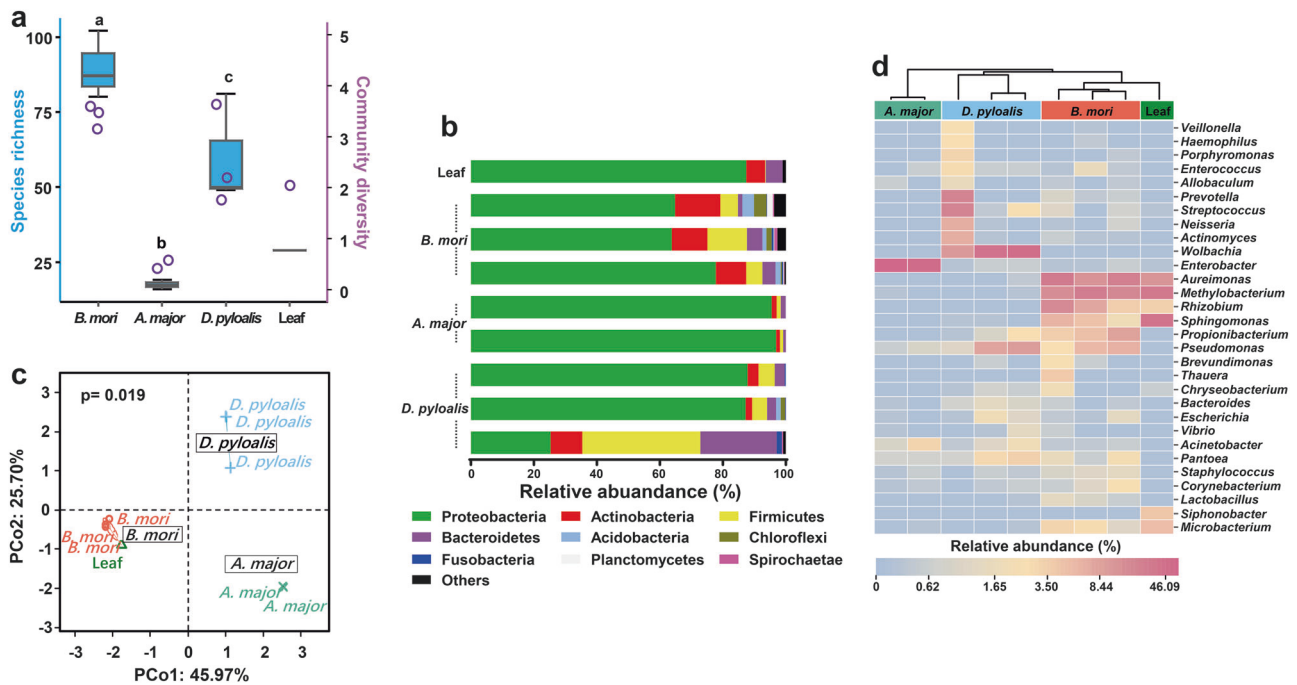 a
Species richness
100
75
50
25
a
b
c
5
4
3
2
1
0
Community diversity
B. mori
A. major
D. pyloalis
Leaf
b
Leaf
B. mori
A. major
D. pyloalis
0
20
40
60
80
100
Relative abuandance (%)
Proteobacteria
Actinobacteria
Firmicutes
Bacteroidetes
Acidobacteria
Chloroflexi
Fusobacteria
Planctomycetes
Spirochaetae
Others
c
p= 0.019
PCo2: 25.70%
3
2
1
0
-1
-2
-3
D. pyloalis
D. pyloalis
D. pyloalis
D. pyloalis
B. mori
B. mori
B. mori
B. mori
Leaf
A. major
A. major
A. major
-3
-2
-1
0
1
2
3
PCo1: 45.97%
d
A. major
D. pyloalis
B. mori
Leaf
Veillonella
Haemophilus
Porphyromonas
Enterococcus
Allobaculum
Prevotella
Streptococcus
Neisseria
Actinomyces
Wolbachia
Enterobacter
Aureimonas
Methylobacterium
Rhizobium
Sphingomonas
Propionibacterium
Pseudomonas
Brevundimonas
Thauera
Chryseobacterium
Bacteroides
Escherichia
Vibrio
Acinetobacter
Pantoea
Staphylococcus
Corynebacterium
Lactobacillus
Siphonobacter
Microbacterium
Relative abundance (%)
0
0.62
1.65
3.50
8.44
46.09